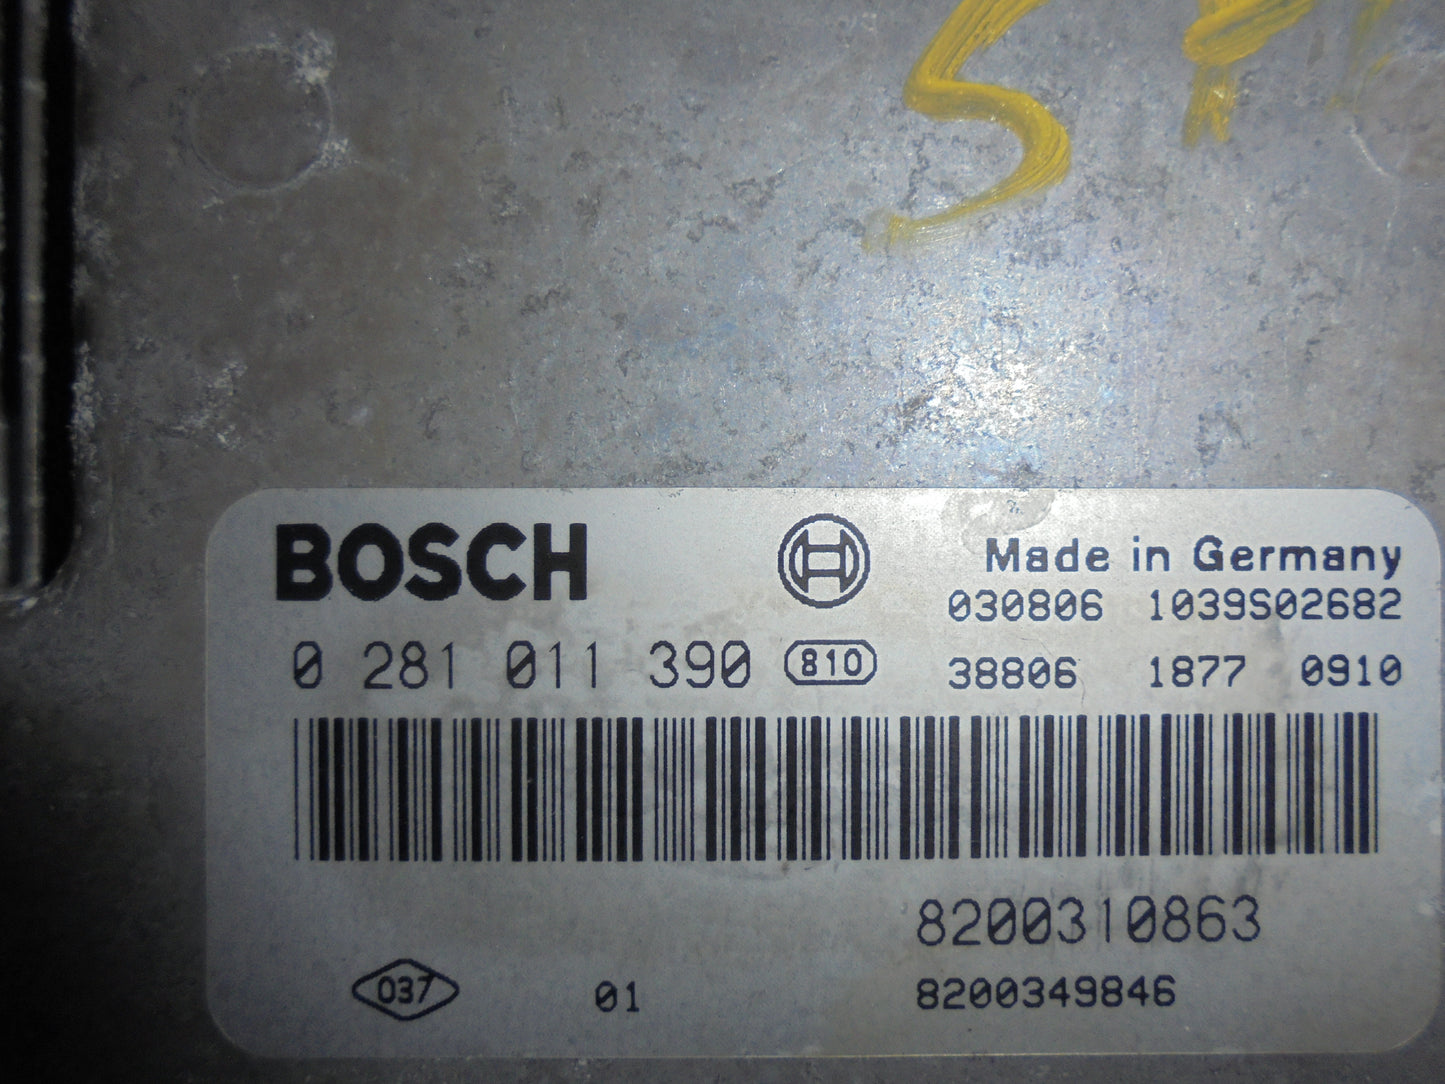 BOSCH
Made in Germany
030806 1039S02682
0 281 011 390 810
38806 1877 0910
8200310863
037 01 8200349846